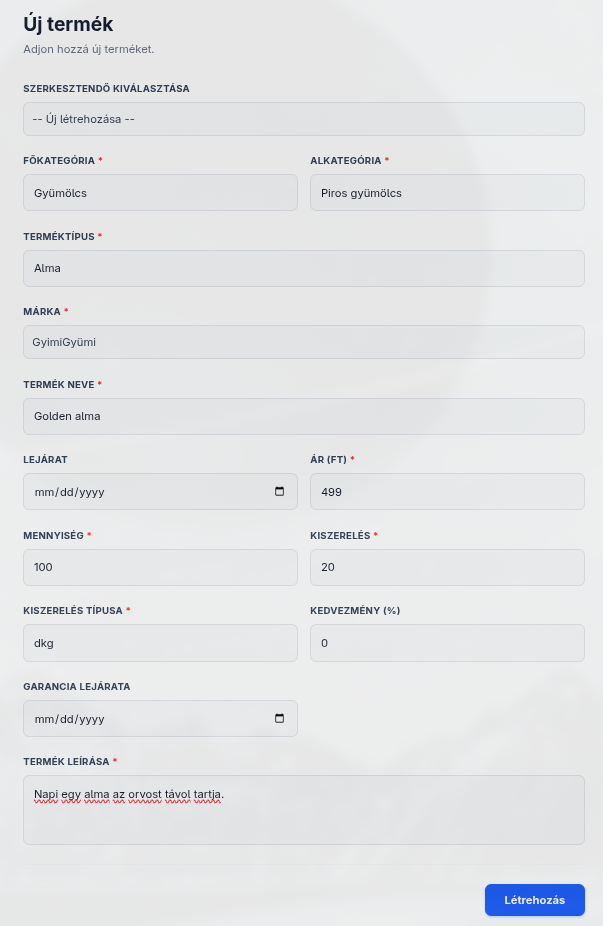 Új termék
Adjon hozzá új terméket.
SZERKESZTENDŐ KIVÁLASZTÁSA
-- Új létrehozása --
FŐKATEGÓRIA * ALKATEGÓRIA *
Gyümölcs Piros gyümölcs
TERMÉKTÍPUS *
Alma
MÁRKA *
GyimiGyümi
TERMÉK NEVE *
Golden alma
LEJÁRAT ÁR (FT) *
mm/dd/yyyy 499
MENNYISÉG * KISZERELÉS *
100 20
KISZERELÉS TÍPUSA * KEDVEZMÉNY (%)
dkg 0
GARANCIA LEJÁRATA
mm/dd/yyyy
TERMÉK LEÍRÁSA *
Napi egy alma az orvost távol tartja.
Létrehozás